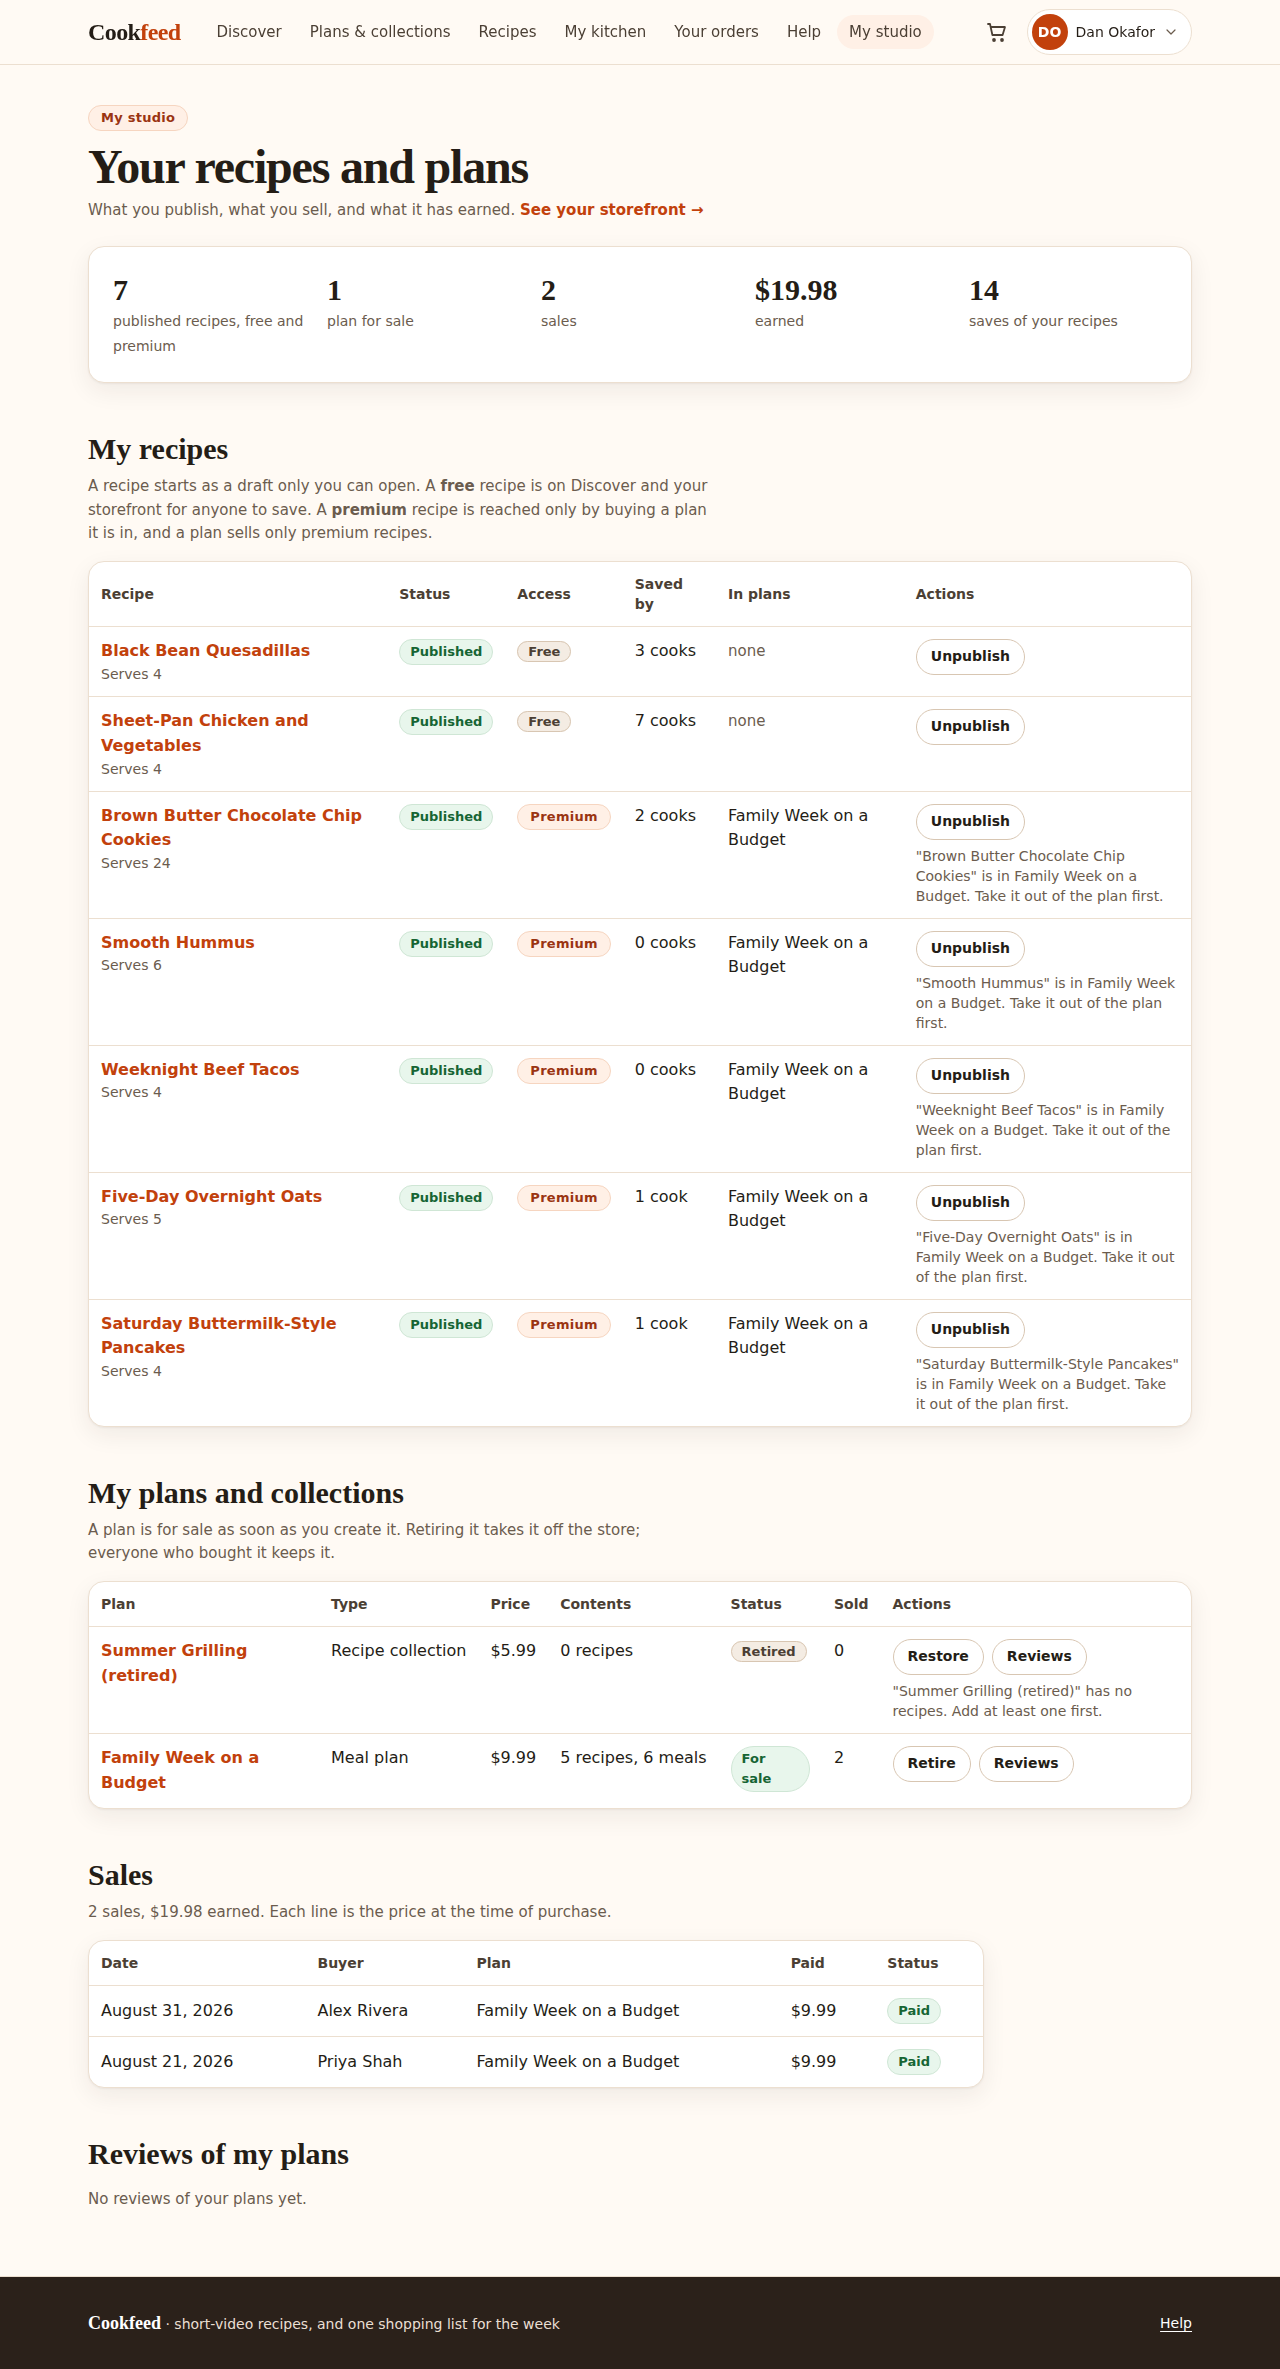 Cookfeed Discover Plans & collections Recipes My kitchen Your orders Help My studio DO Dan Okafor
My studio
Your recipes and plans
What you publish, what you sell, and what it has earned. See your storefront →
7 1 2 $19.98 14
published recipes, free and plan for sale sales earned saves of your recipes
premium
My recipes
A recipe starts as a draft only you can open. A free recipe is on Discover and your
storefront for anyone to save. A premium recipe is reached only by buying a plan
it is in, and a plan sells only premium recipes.
Recipe Status Access Saved by In plans Actions
Black Bean Quesadillas Published Free 3 cooks none Unpublish
Serves 4
Sheet-Pan Chicken and Published Free 7 cooks none Unpublish
Vegetables
Serves 4
Brown Butter Chocolate Chip Published Premium 2 cooks Family Week on a Unpublish
Cookies Budget
Serves 24
"Brown Butter Chocolate Chip
Cookies" is in Family Week on a
Budget. Take it out of the plan first.
Smooth Hummus Published Premium 0 cooks Family Week on a Unpublish
Serves 6 Budget
"Smooth Hummus" is in Family Week
on a Budget. Take it out of the plan
first.
Weeknight Beef Tacos Published Premium 0 cooks Family Week on a Unpublish
Serves 4 Budget
"Weeknight Beef Tacos" is in Family
Week on a Budget. Take it out of the
plan first.
Five-Day Overnight Oats Published Premium 1 cook Family Week on a Unpublish
Serves 5 Budget
"Five-Day Overnight Oats" is in
Family Week on a Budget. Take it out
of the plan first.
Saturday Buttermilk-Style Published Premium 1 cook Family Week on a Unpublish
Pancakes Budget
Serves 4
"Saturday Buttermilk-Style Pancakes"
is in Family Week on a Budget. Take
it out of the plan first.
My plans and collections
A plan is for sale as soon as you create it. Retiring it takes it off the store;
everyone who bought it keeps it.
Plan Type Price Contents Status Sold Actions
Summer Grilling Recipe collection $5.99 0 recipes Retired 0 Restore Reviews
(retired)
"Summer Grilling (retired)" has no
recipes. Add at least one first.
Family Week on a Meal plan $9.99 5 recipes, 6 meals For sale 2 Retire Reviews
Budget
Sales
2 sales, $19.98 earned. Each line is the price at the time of purchase.
Date Buyer Plan Paid Status
August 31, 2026 Alex Rivera Family Week on a Budget $9.99 Paid
August 21, 2026 Priya Shah Family Week on a Budget $9.99 Paid
Reviews of my plans
No reviews of your plans yet.
Cookfeed · short-video recipes, and one shopping list for the week Help